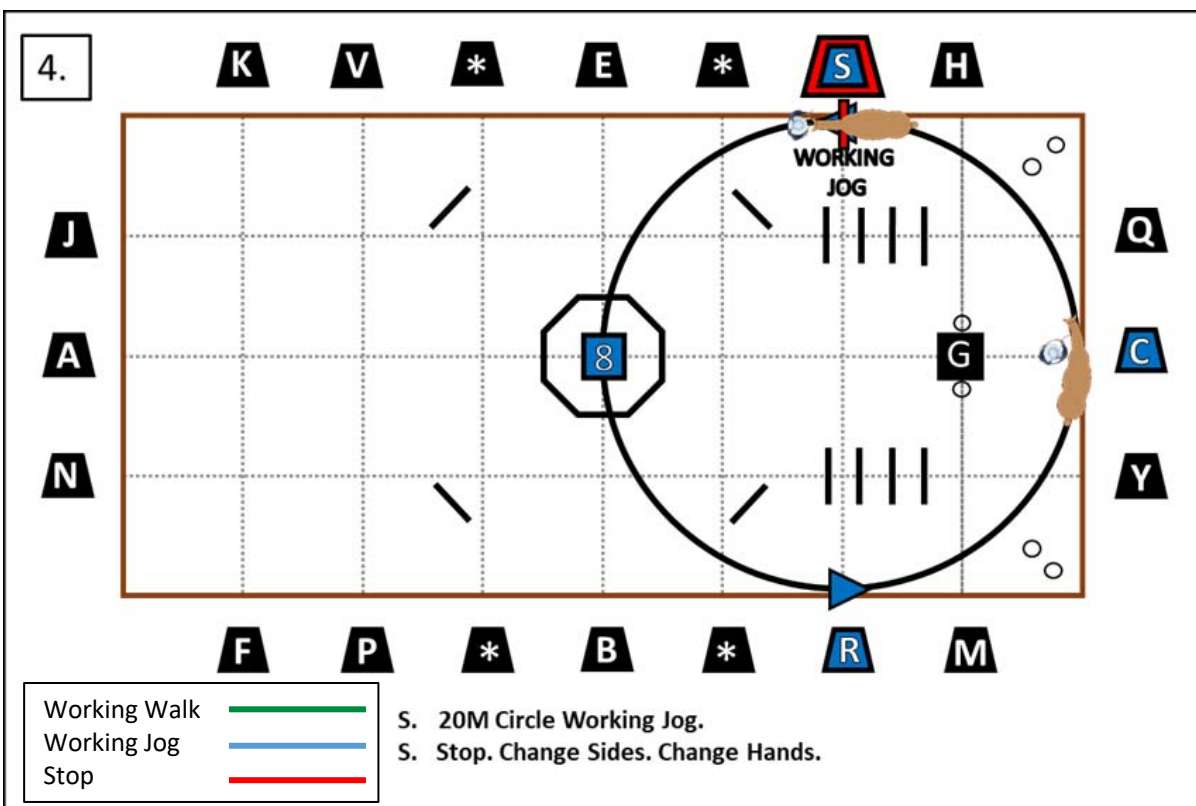 4.
K V * E * S H
WORKING
JOG
J Q
A 8 G C
N Y
F P * B * R M
Working Walk
Working Jog
Stop
S. 20M Circle Working Jog.
S. Stop. Change Sides. Change Hands.